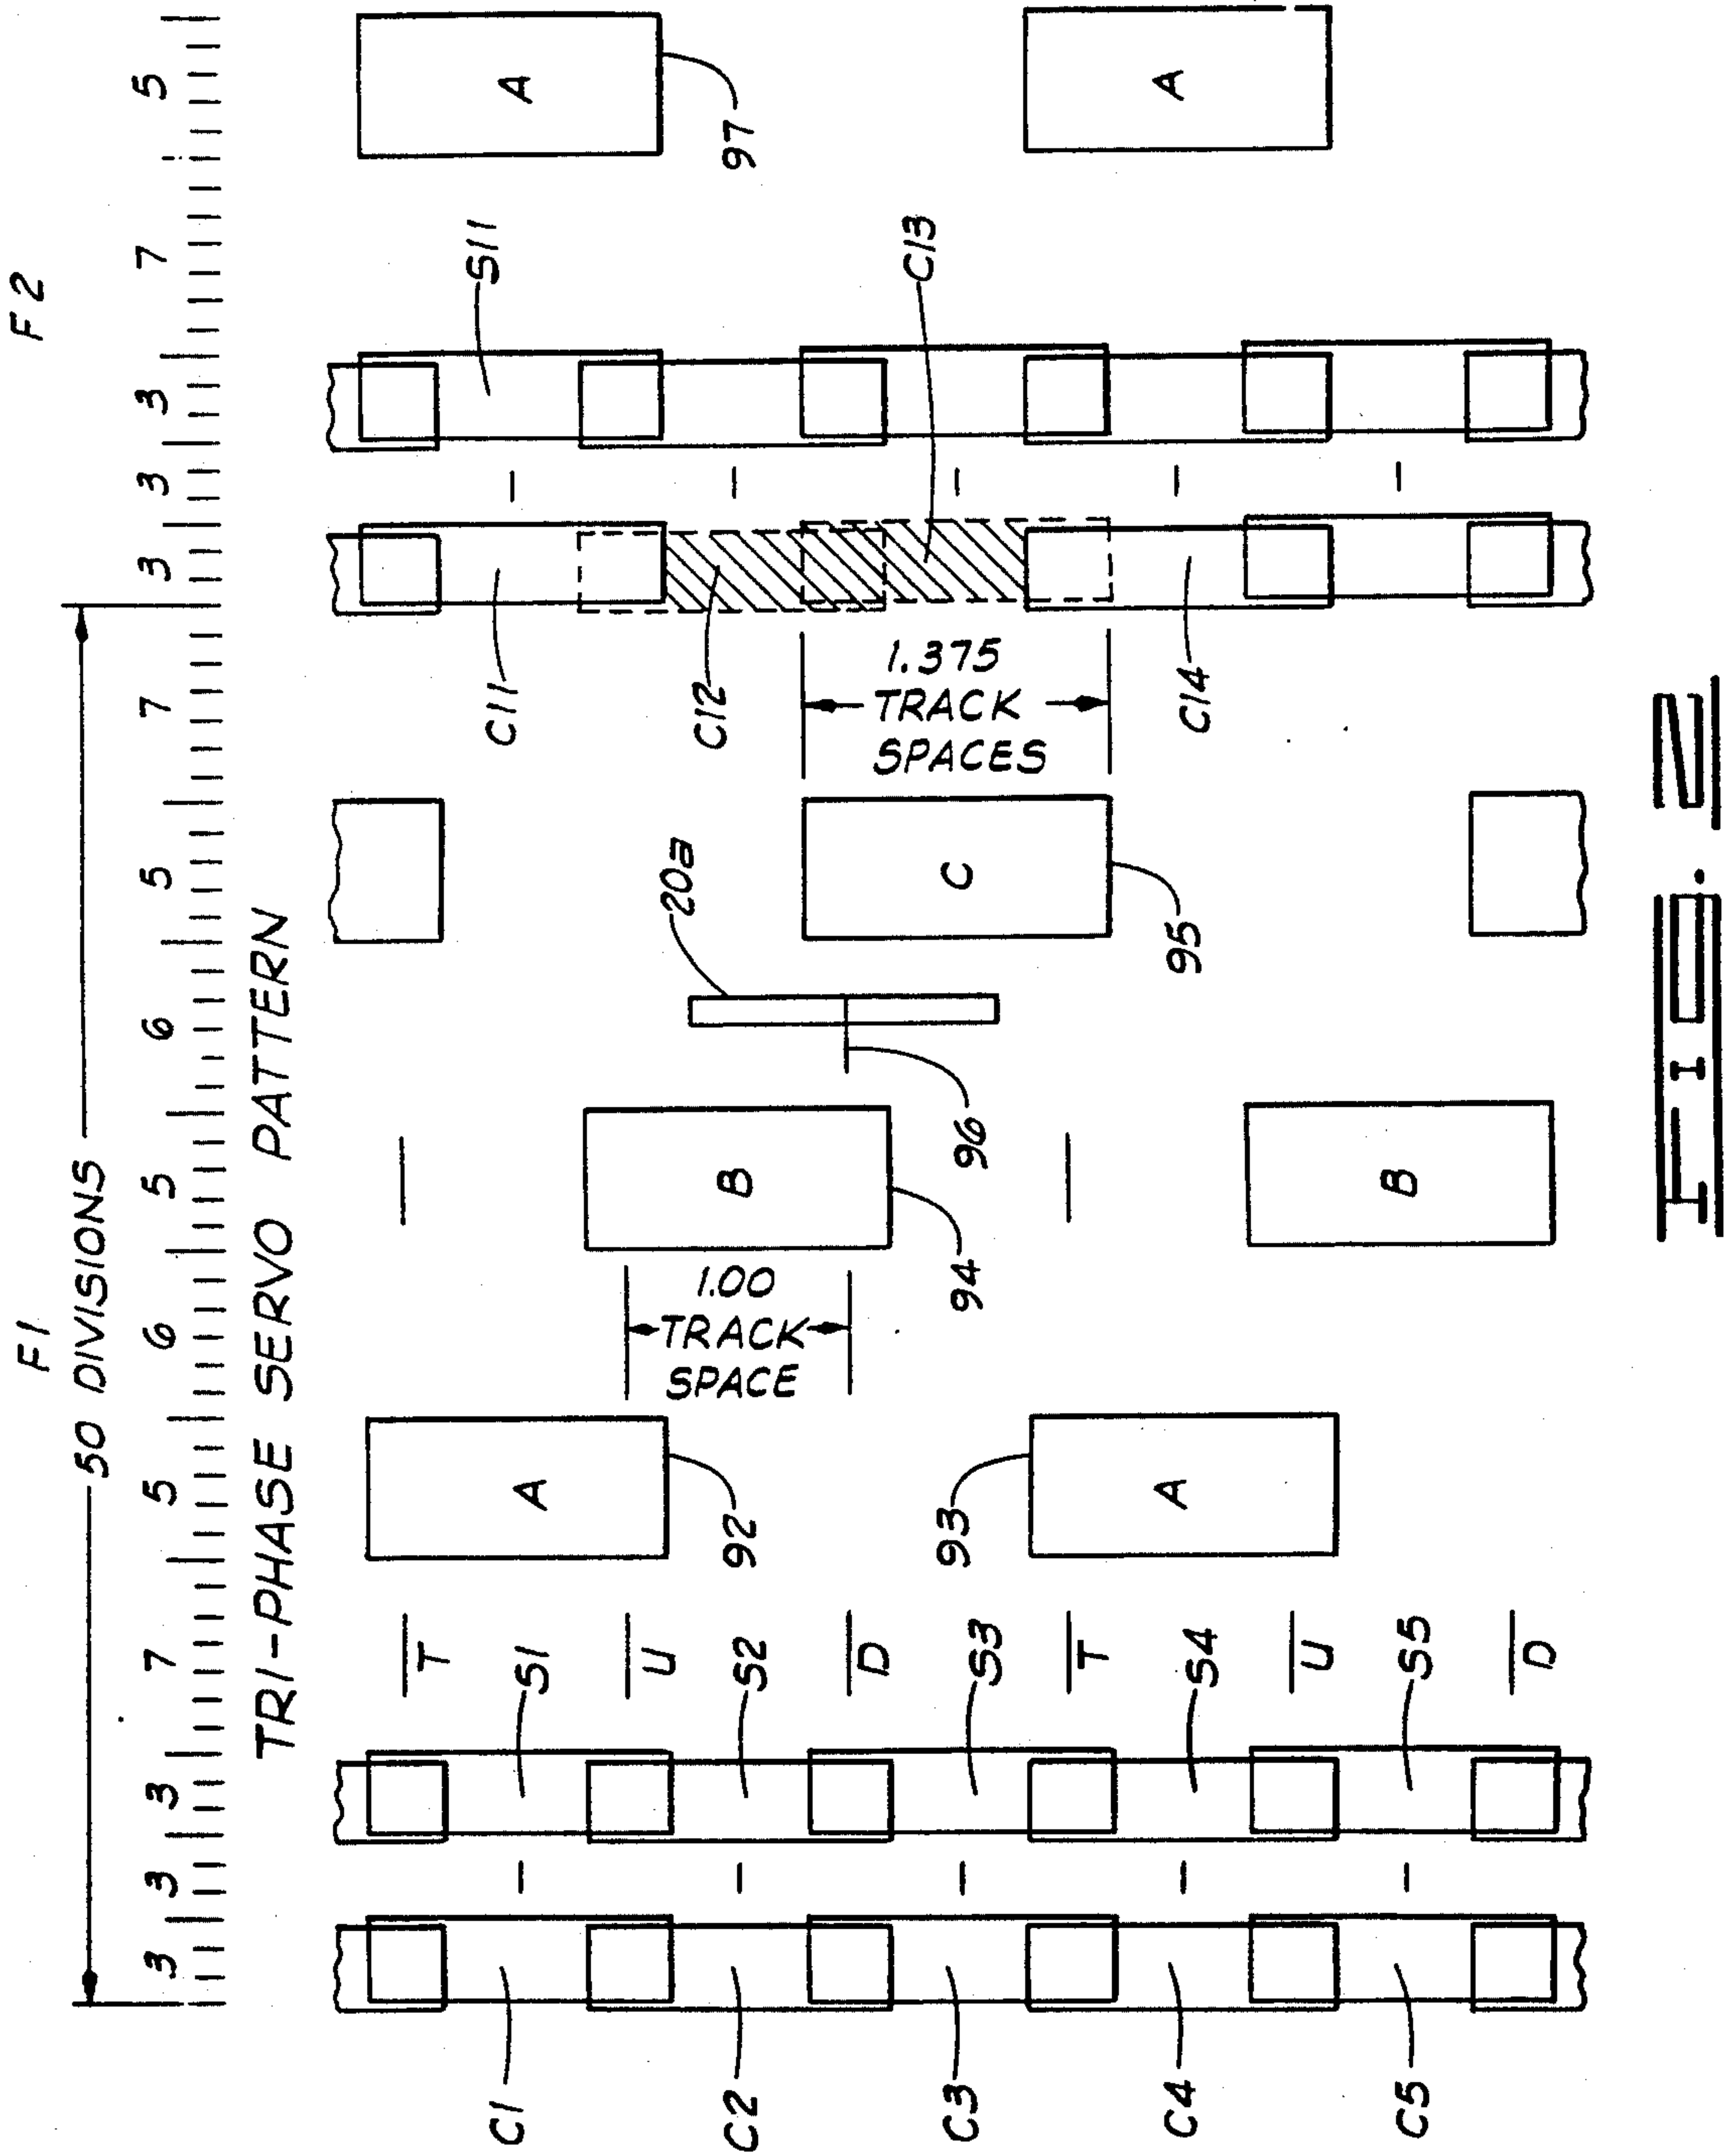 F1
F2
50 DIVISIONS
3 3 3 7 5 6 5 6 5 7 3 3 3 7 5
TRI-PHASE SERVO PATTERN
C1
C2
C3
C4
C5
S1
S2
S3
S4
S5
T
U
D
T
U
D
A
92
A
93
1.00
TRACK
SPACE
B
94
B
96
20a
C
95
1.375
TRACK
SPACES
C11
C12
C13
C14
S11
A
97
A
FIG. 2